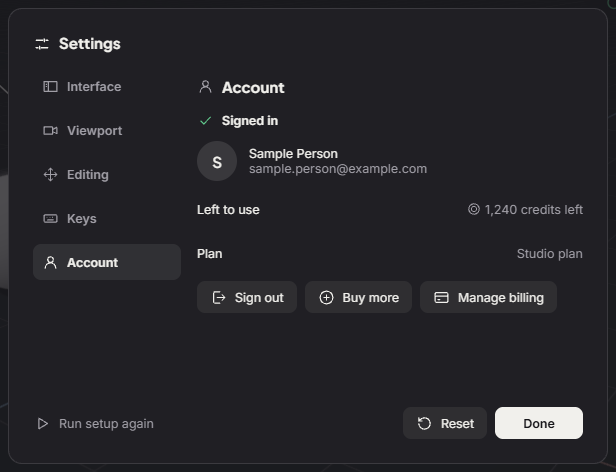 Settings
Interface
Viewport
Editing
Keys
Account
Account
Signed in
S
Sample Person
sample.person@example.com
Left to use
1,240 credits left
Plan
Studio plan
Sign out
Buy more
Manage billing
Run setup again
Reset
Done